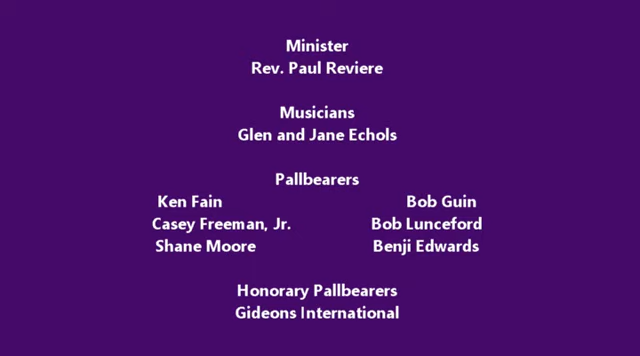 Minister
Rev. Paul Reviere
Musicians
Glen and Jane Echols
Pallbearers
Ken Fain Bob Guin
Casey Freeman, Jr. Bob Lunceford
Shane Moore Benji Edwards
Honorary Pallbearers
Gideons International